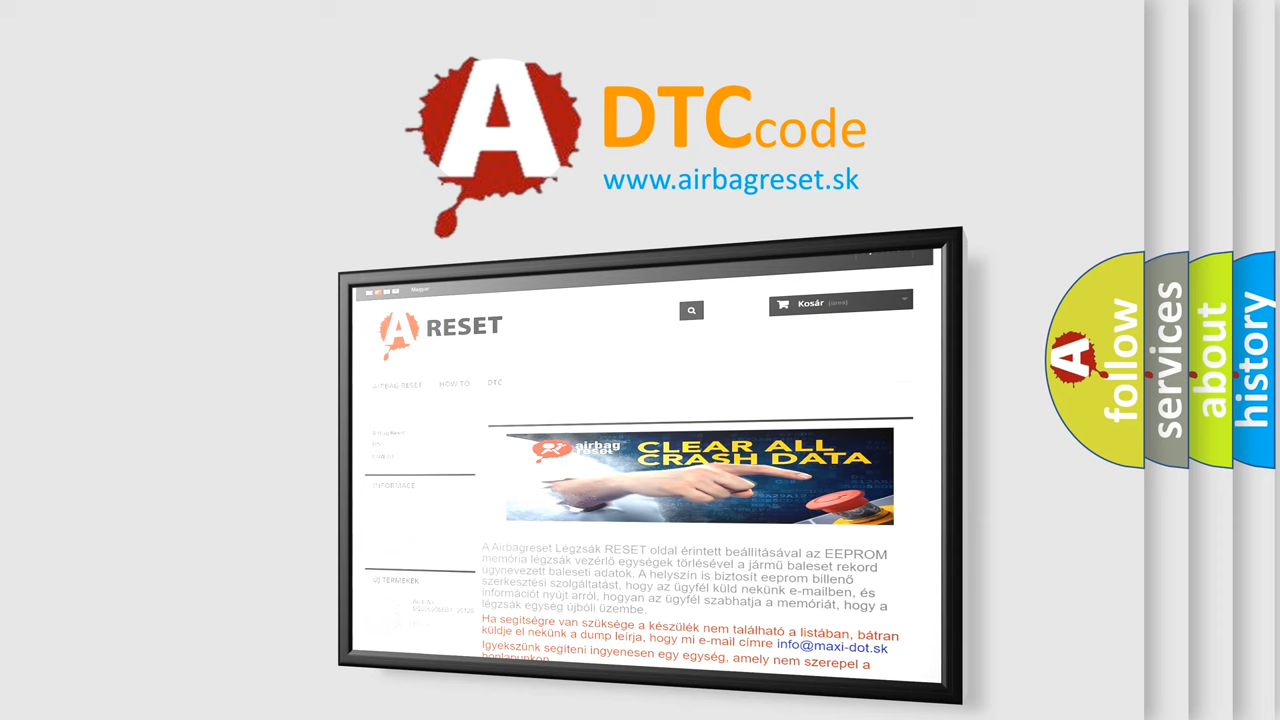 A DTC code
www.airbagreset.sk
Magyar
Kosár (üres)
A RESET
AIRBAG RESET HOW TO DTC
INFORMACE
airbag
reset
CLEAR ALL
CRASH DATA
A Airbagreset Légzsák RESET oldal érintett beállításával az EEPROM
memória légzsák vezérlő egységek törlésével a jármű baleset rekord
úgynevezett baleseti adatok. A helyszín is biztosít eeprom billenő
szerkesztési szolgáltatást, hogy az ügyfél küld nekünk e-mailben, és
információt nyújt arról, hogyan az ügyfél szabhatja a memóriát, hogy a
légzsák egység újbóli üzembe.
Ha segítségre van szüksége a készülék nem található a listában, bátran
küldje el nekünk a dump leírja, hogy mi e-mail címre info@maxi-dot.sk
Igyekszünk segíteni ingyenesen egy egység, amely nem szerepel a
honlapunkon
ÚJ TERMÉKEK
A follow
services
about
history